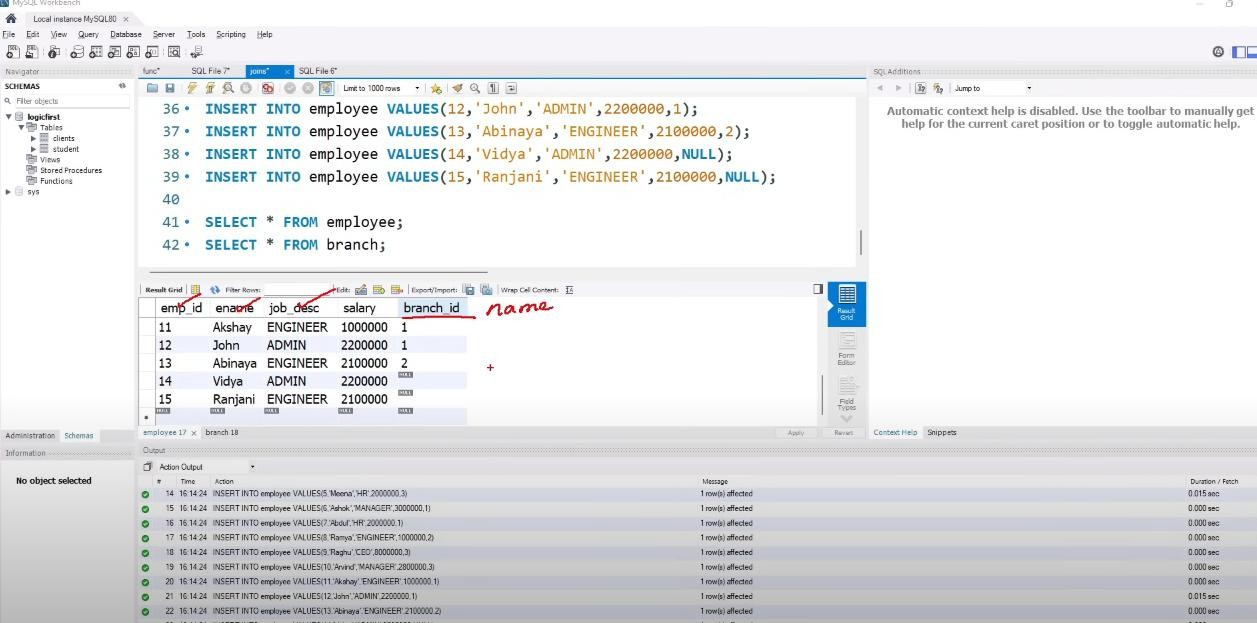 MySQL Workbench
Local instance MySQL80 ×
File Edit View Query Database Server Tools Scripting Help
Navigator
func* SQL File 7* joins* × SQL File 6*
SQL Additions
SCHEMAS
Limit to 1000 rows
Jump to
Filter objects
logicfirst
Tables
clients
student
Views
Stored Procedures
Functions
sys
36 INSERT INTO employee VALUES(12,'John','ADMIN',2200000,1);
37 INSERT INTO employee VALUES(13,'Abinaya','ENGINEER',2100000,2);
38 INSERT INTO employee VALUES(14,'Vidya','ADMIN',2200000,NULL);
39 INSERT INTO employee VALUES(15,'Ranjani','ENGINEER',2100000,NULL);
40
41 SELECT * FROM employee;
42 SELECT * FROM branch;
Automatic context help is disabled. Use the toolbar to manually get
help for the current caret position or to toggle automatic help.
Result Grid Filter Rows: Edit: Export/Import: Wrap Cell Content:
emp_id ename job_desc salary branch_id name
11 Akshay ENGINEER 1000000 1
12 John ADMIN 2200000 1
13 Abinaya ENGINEER 2100000 2
14 Vidya ADMIN 2200000 NULL
15 Ranjani ENGINEER 2100000 NULL
NULL NULL NULL NULL NULL
Result
Grid
Form
Editor
Field
Types
employee 17 × branch 18
Apply Revert
Context Help Snippets
Administration Schemas
Information
No object selected
Output
Action Output
# Time Action Message Duration / Fetch
14 16:14:24 INSERT INTO employee VALUES(5,'Meena','HR',2000000,3) 1 row(s) affected 0.015 sec
15 16:14:24 INSERT INTO employee VALUES(6,'Ashok','MANAGER',3000000,1) 1 row(s) affected 0.000 sec
16 16:14:24 INSERT INTO employee VALUES(7,'Abdul','HR',2000000,1) 1 row(s) affected 0.000 sec
17 16:14:24 INSERT INTO employee VALUES(8,'Ramya','ENGINEER',1000000,2) 1 row(s) affected 0.000 sec
18 16:14:24 INSERT INTO employee VALUES(9,'Raghu','CEO',8000000,3) 1 row(s) affected 0.000 sec
19 16:14:24 INSERT INTO employee VALUES(10,'Arvind','MANAGER',2800000,3) 1 row(s) affected 0.000 sec
20 16:14:24 INSERT INTO employee VALUES(11,'Akshay','ENGINEER',1000000,1) 1 row(s) affected 0.000 sec
21 16:14:24 INSERT INTO employee VALUES(12,'John','ADMIN',2200000,1) 1 row(s) affected 0.015 sec
22 16:14:24 INSERT INTO employee VALUES(13,'Abinaya','ENGINEER',2100000,2) 1 row(s) affected 0.000 sec